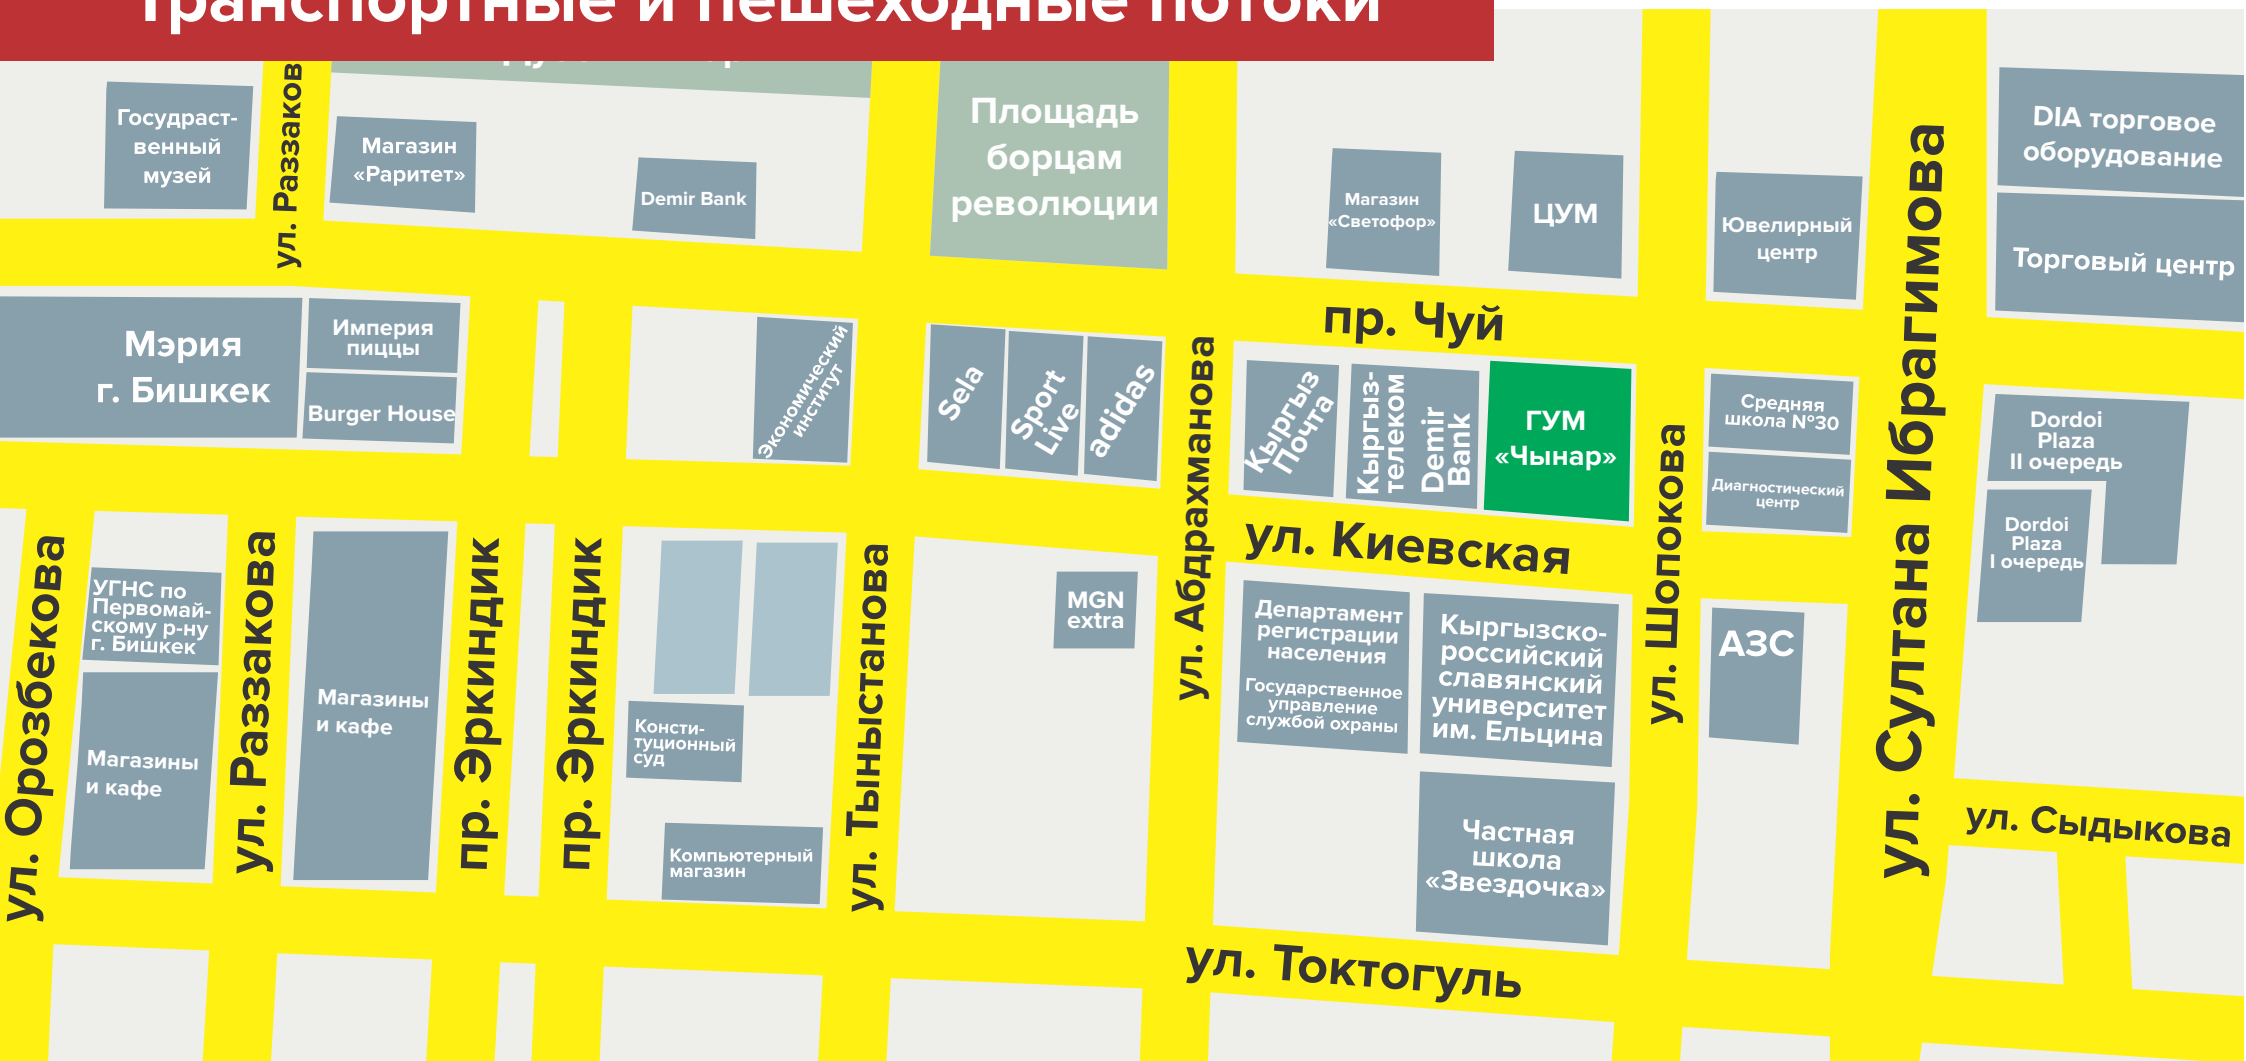 транспортные и пешеходные потоки
Государст-
венный
музей
ул. Раззаков
Магазин
«Раритет»
Demir Bank
Площадь
борцам
революции
Магазин
«Светофор»
ЦУМ
Ювелирный
центр
DIA торговое
оборудование
Торговый центр
пр. Чуй
Мэрия
г. Бишкек
Империя
пиццы
Burger House
Экономический
институт
Sela
Sport
Live
adidas
ул. Абдрахманова
Кыргыз
Почта
Кыргыз-
телеком
Demir
Bank
ГУМ
«Чынар»
ул. Шопокова
Средняя
школа №30
Диагностический
центр
ул. Султана Ибрагимова
Dordoi
Plaza
II очередь
Dordoi
Plaza
I очередь
ул. Киевская
ул. Орозбекова
УГНС по
Первомай-
скому р-ну
г. Бишкек
Магазины
и кафе
ул. Раззакова
Магазины
и кафе
пр. Эркиндик
пр. Эркиндик
Консти-
туционный
суд
Компьютерный
магазин
ул. Тыныстанова
MGN
extra
Департамент
регистрации
населения
Государственное
управление
службой охраны
Кыргызско-
российский
славянский
университет
им. Ельцина
АЗС
Частная
школа
«Звездочка»
ул. Сыдыкова
ул. Токтогуль